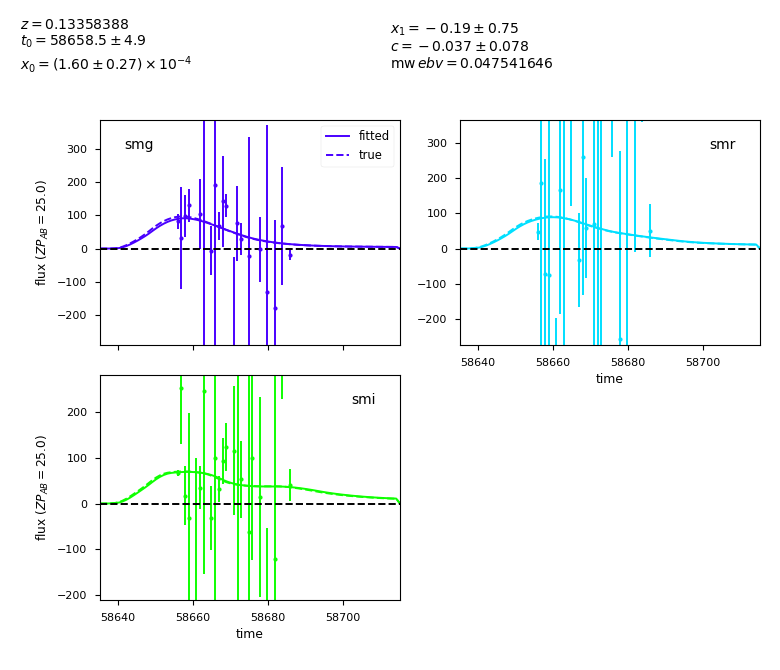 z = 0.13358388
t₀ = 58658.5 ± 4.9
x₀ = (1.60 ± 0.27) × 10⁻⁴
x₁ = −0.19 ± 0.75
c = −0.037 ± 0.078
mw ebv = 0.047541646
smg
fitted
true
300
200
100
0
−100
−200
flux (ZP_AB = 25.0)
smr
300
200
100
0
−100
−200
58640 58660 58680 58700
time
smi
200
100
0
−100
−200
flux (ZP_AB = 25.0)
58640 58660 58680 58700
time